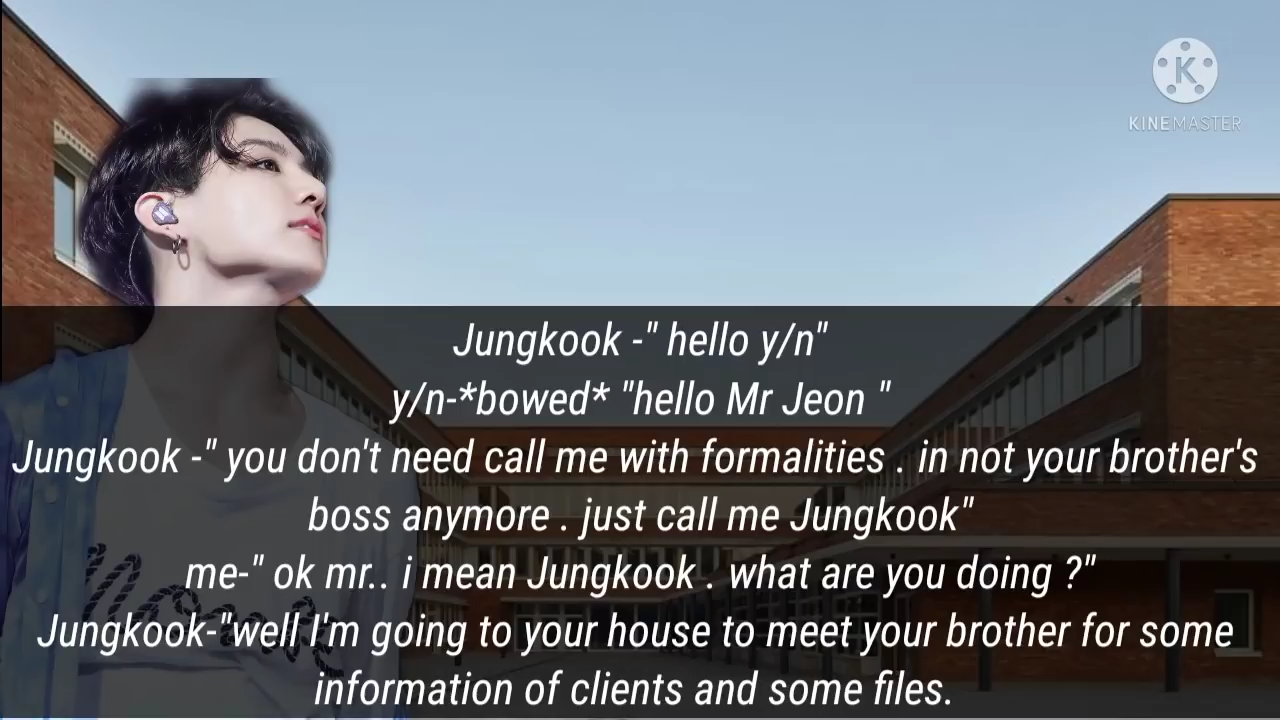 K
KINEMASTER
Jungkook -" hello y/n"
y/n-*bowed* "hello Mr Jeon "
Jungkook -" you don't need call me with formalities . in not your brother's
boss anymore . just call me Jungkook"
me-" ok mr.. i mean Jungkook . what are you doing ?"
Jungkook-"well I'm going to your house to meet your brother for some
information of clients and some files.